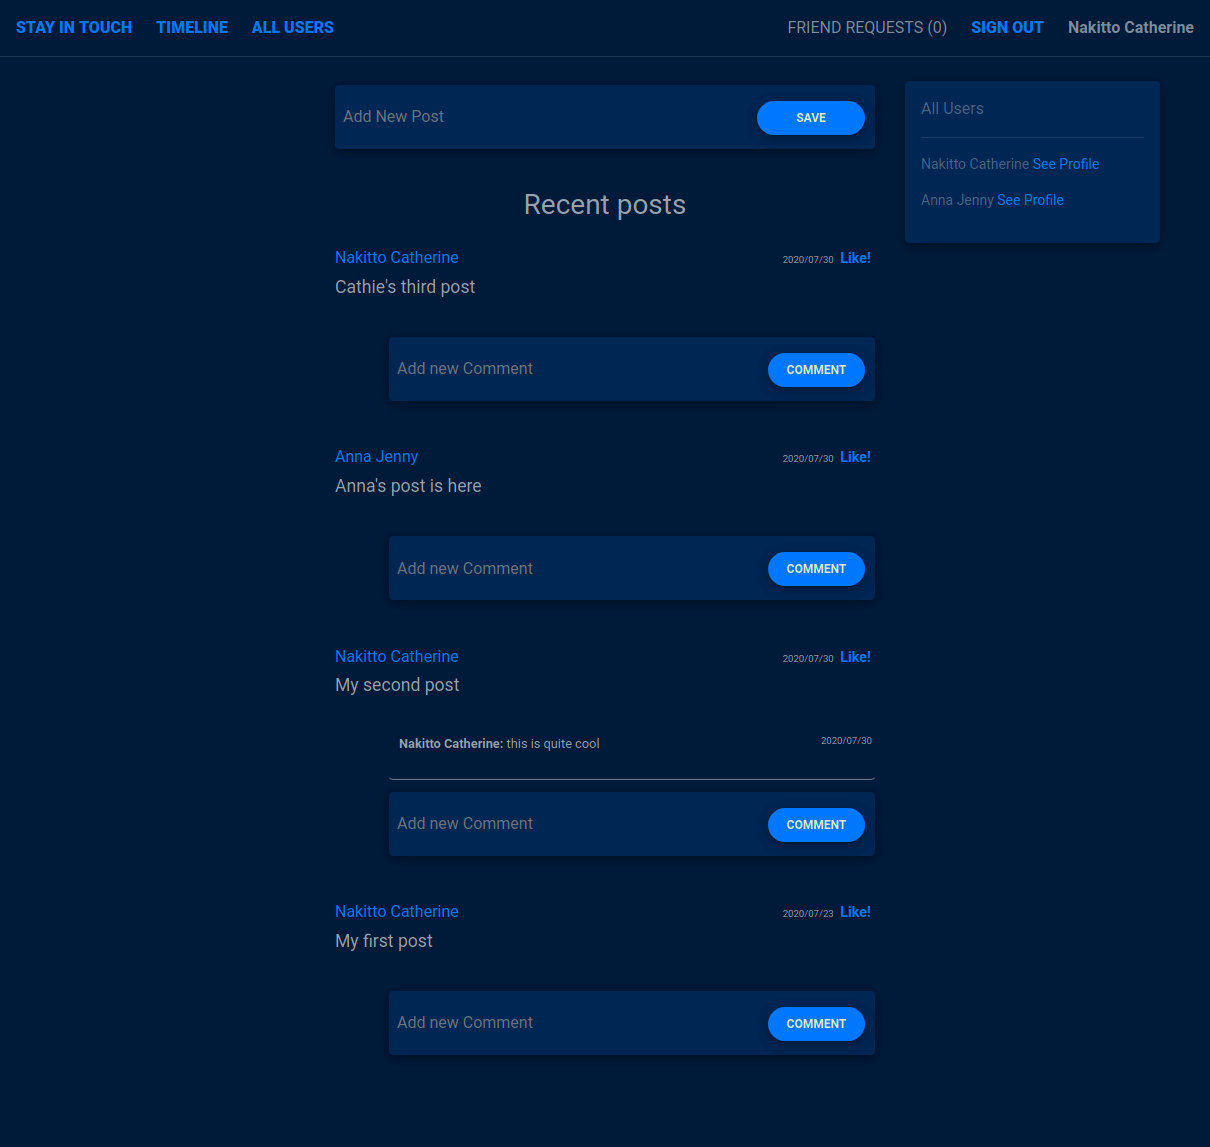 STAY IN TOUCH TIMELINE ALL USERS FRIEND REQUESTS (0) SIGN OUT Nakitto Catherine
Add New Post SAVE
Recent posts
Nakitto Catherine 2020/07/30 Like!
Cathie's third post
Add new Comment COMMENT
Anna Jenny 2020/07/30 Like!
Anna's post is here
Add new Comment COMMENT
Nakitto Catherine 2020/07/30 Like!
My second post
Nakitto Catherine: this is quite cool 2020/07/30
Add new Comment COMMENT
Nakitto Catherine 2020/07/23 Like!
My first post
Add new Comment COMMENT
All Users
Nakitto Catherine See Profile
Anna Jenny See Profile